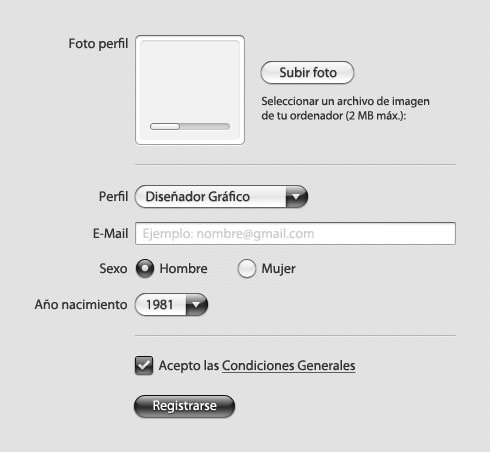 Foto perfil
Subir foto
Seleccionar un archivo de imagen
de tu ordenador (2 MB máx.):
Perfil Diseñador Gráfico
E-Mail Ejemplo: nombre@gmail.com
Sexo Hombre Mujer
Año nacimiento 1981
Acepto las Condiciones Generales
Registrarse